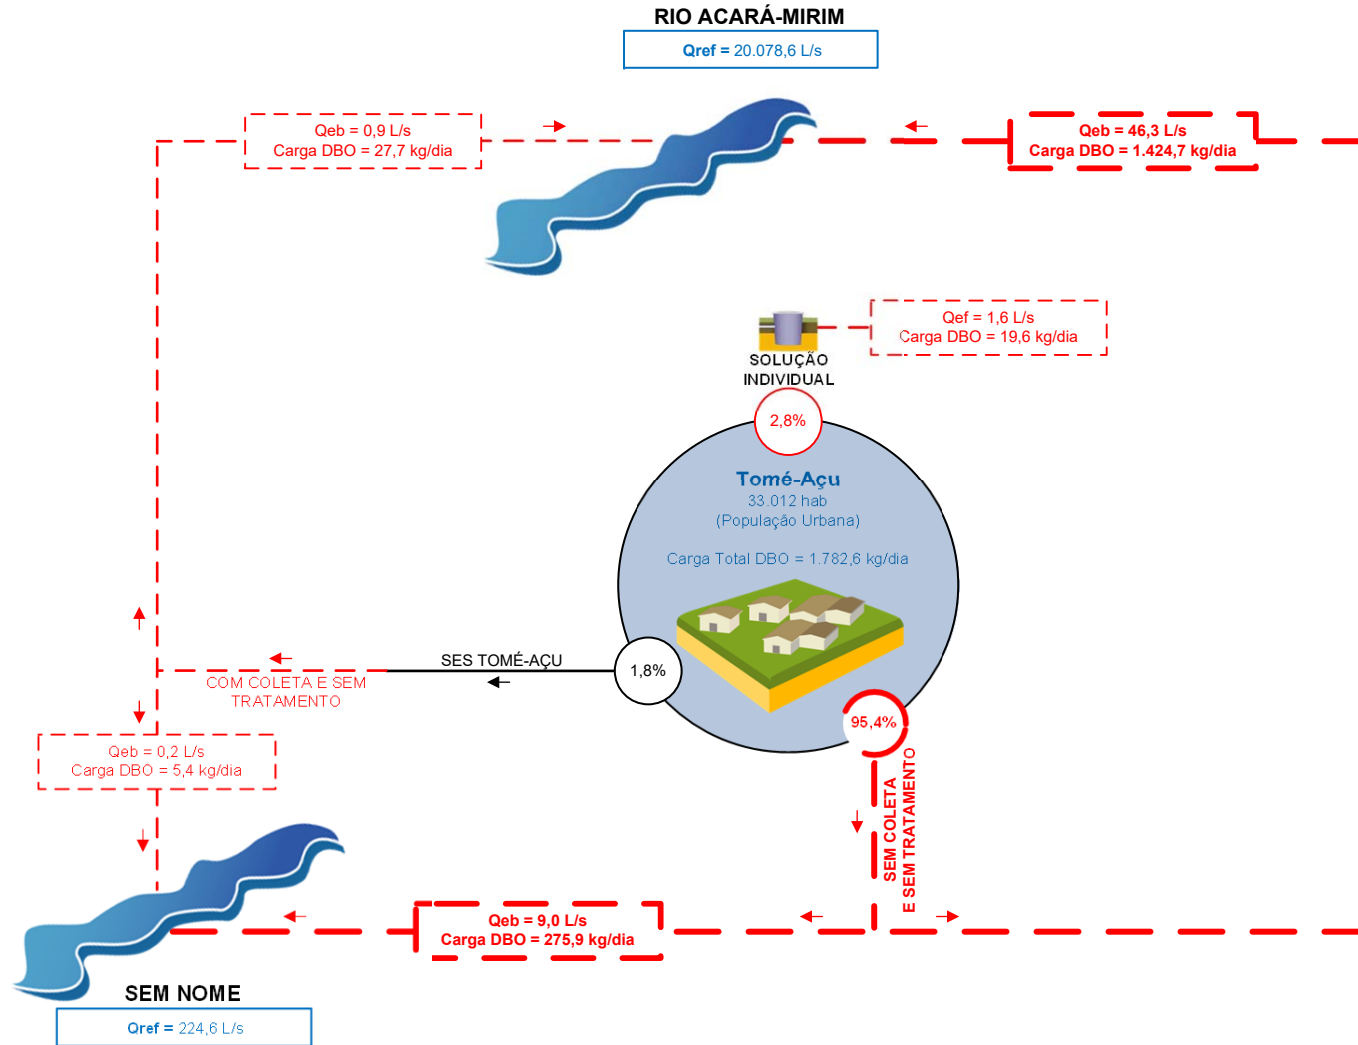 RIO ACARÁ-MIRIM
Qref = 20.078,6 L/s
Qeb = 0,9 L/s
Carga DBO = 27,7 kg/dia
Qeb = 46,3 L/s
Carga DBO = 1.424,7 kg/dia
Qef = 1,6 L/s
Carga DBO = 19,6 kg/dia
SOLUÇÃO
INDIVIDUAL
2,8%
Tomé-Açu
33.012 hab
(População Urbana)
Carga Total DBO = 1.782,6 kg/dia
SES TOMÉ-AÇU
1,8%
COM COLETA E SEM
TRATAMENTO
95,4%
Qeb = 0,2 L/s
Carga DBO = 5,4 kg/dia
SEM COLETA
E SEM TRATAMENTO
Qeb = 9,0 L/s
Carga DBO = 275,9 kg/dia
SEM NOME
Qref = 224,6 L/s